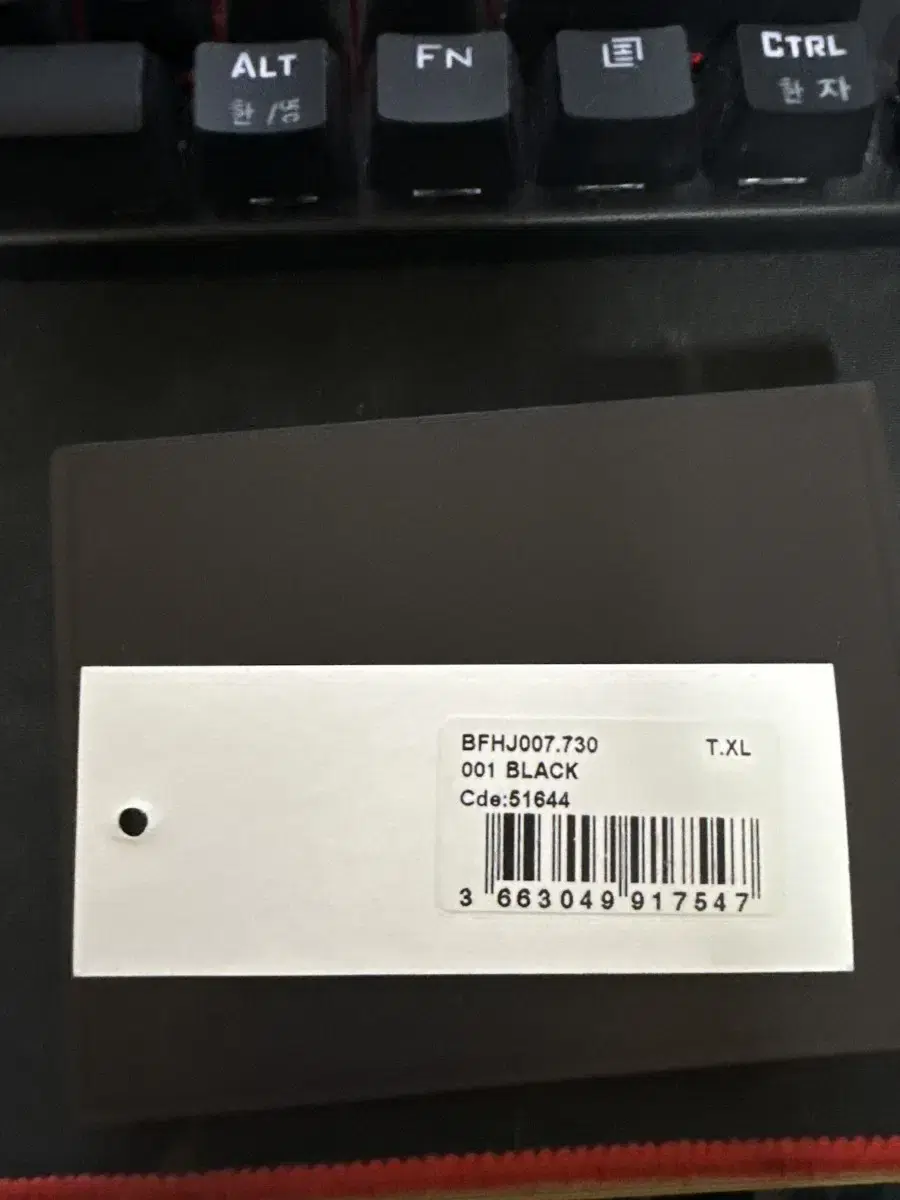 ALT
한/영
FN
CTRL
한자
BFHJ007.730
T.XL
001 BLACK
Cde:51644
3 663049 917547